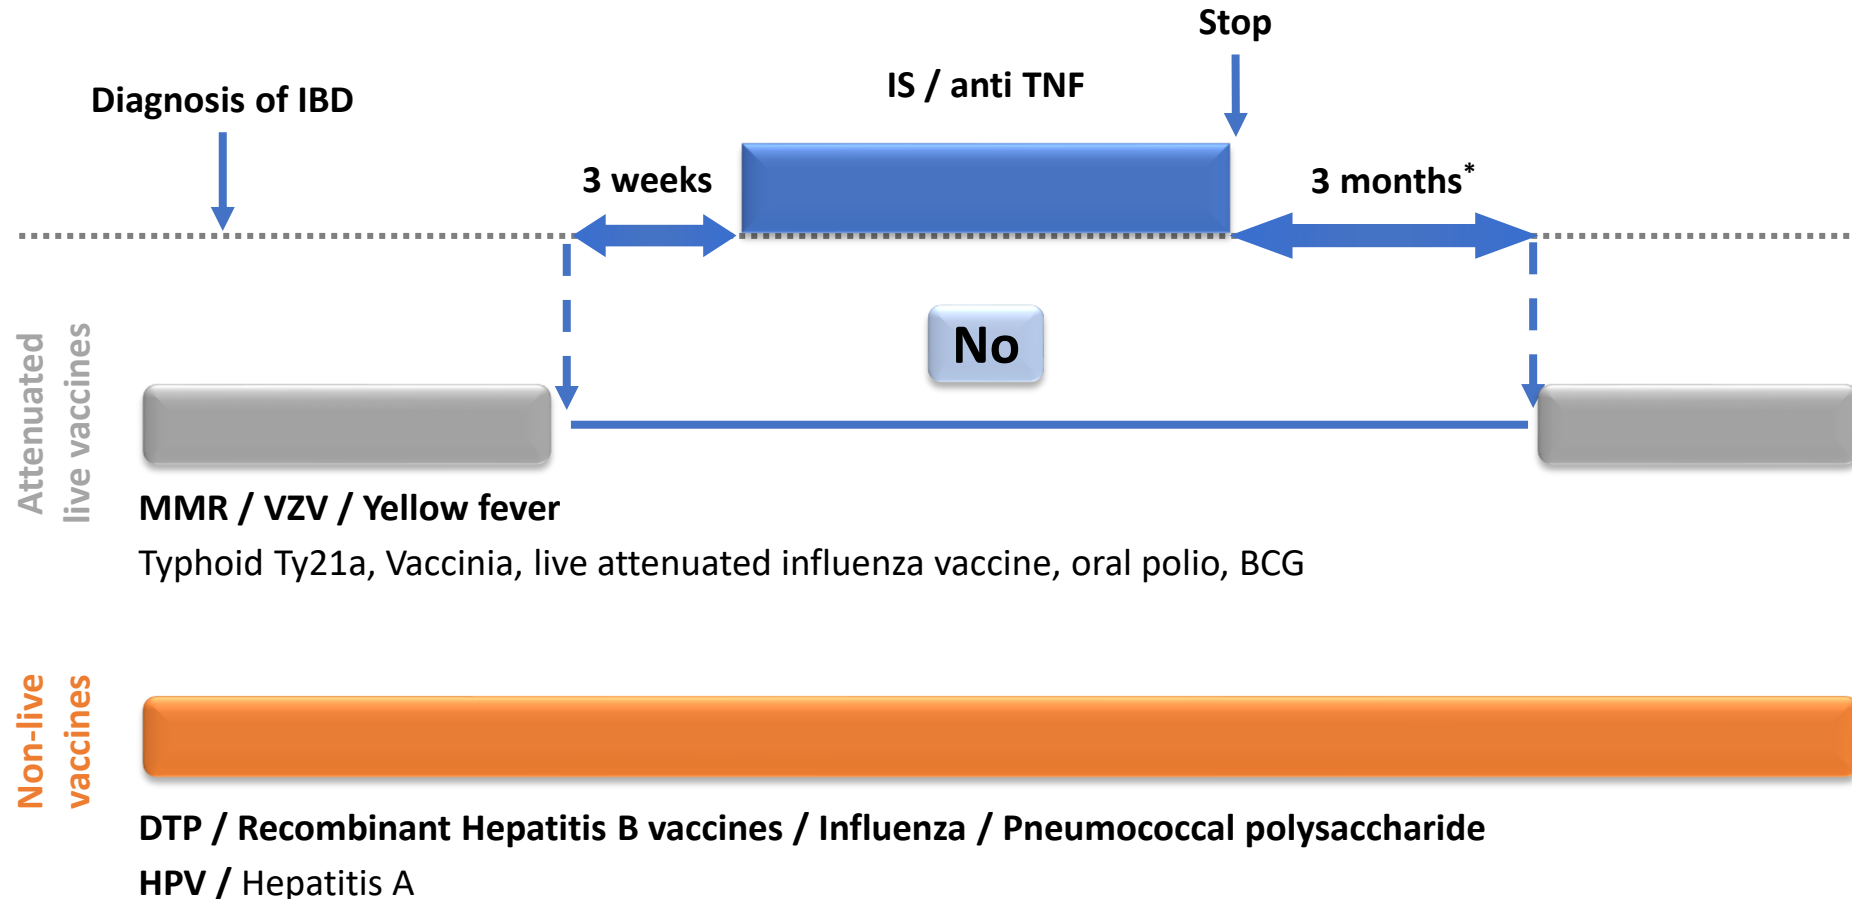 Stop
IS / anti TNF
Diagnosis of IBD
3 weeks
3 months*
No
Attenuated
live vaccines
MMR / VZV / Yellow fever
Typhoid Ty21a, Vaccinia, live attenuated influenza vaccine, oral polio, BCG
Non-live
vaccines
DTP / Recombinant Hepatitis B vaccines / Influenza / Pneumococcal polysaccharide
HPV / Hepatitis A